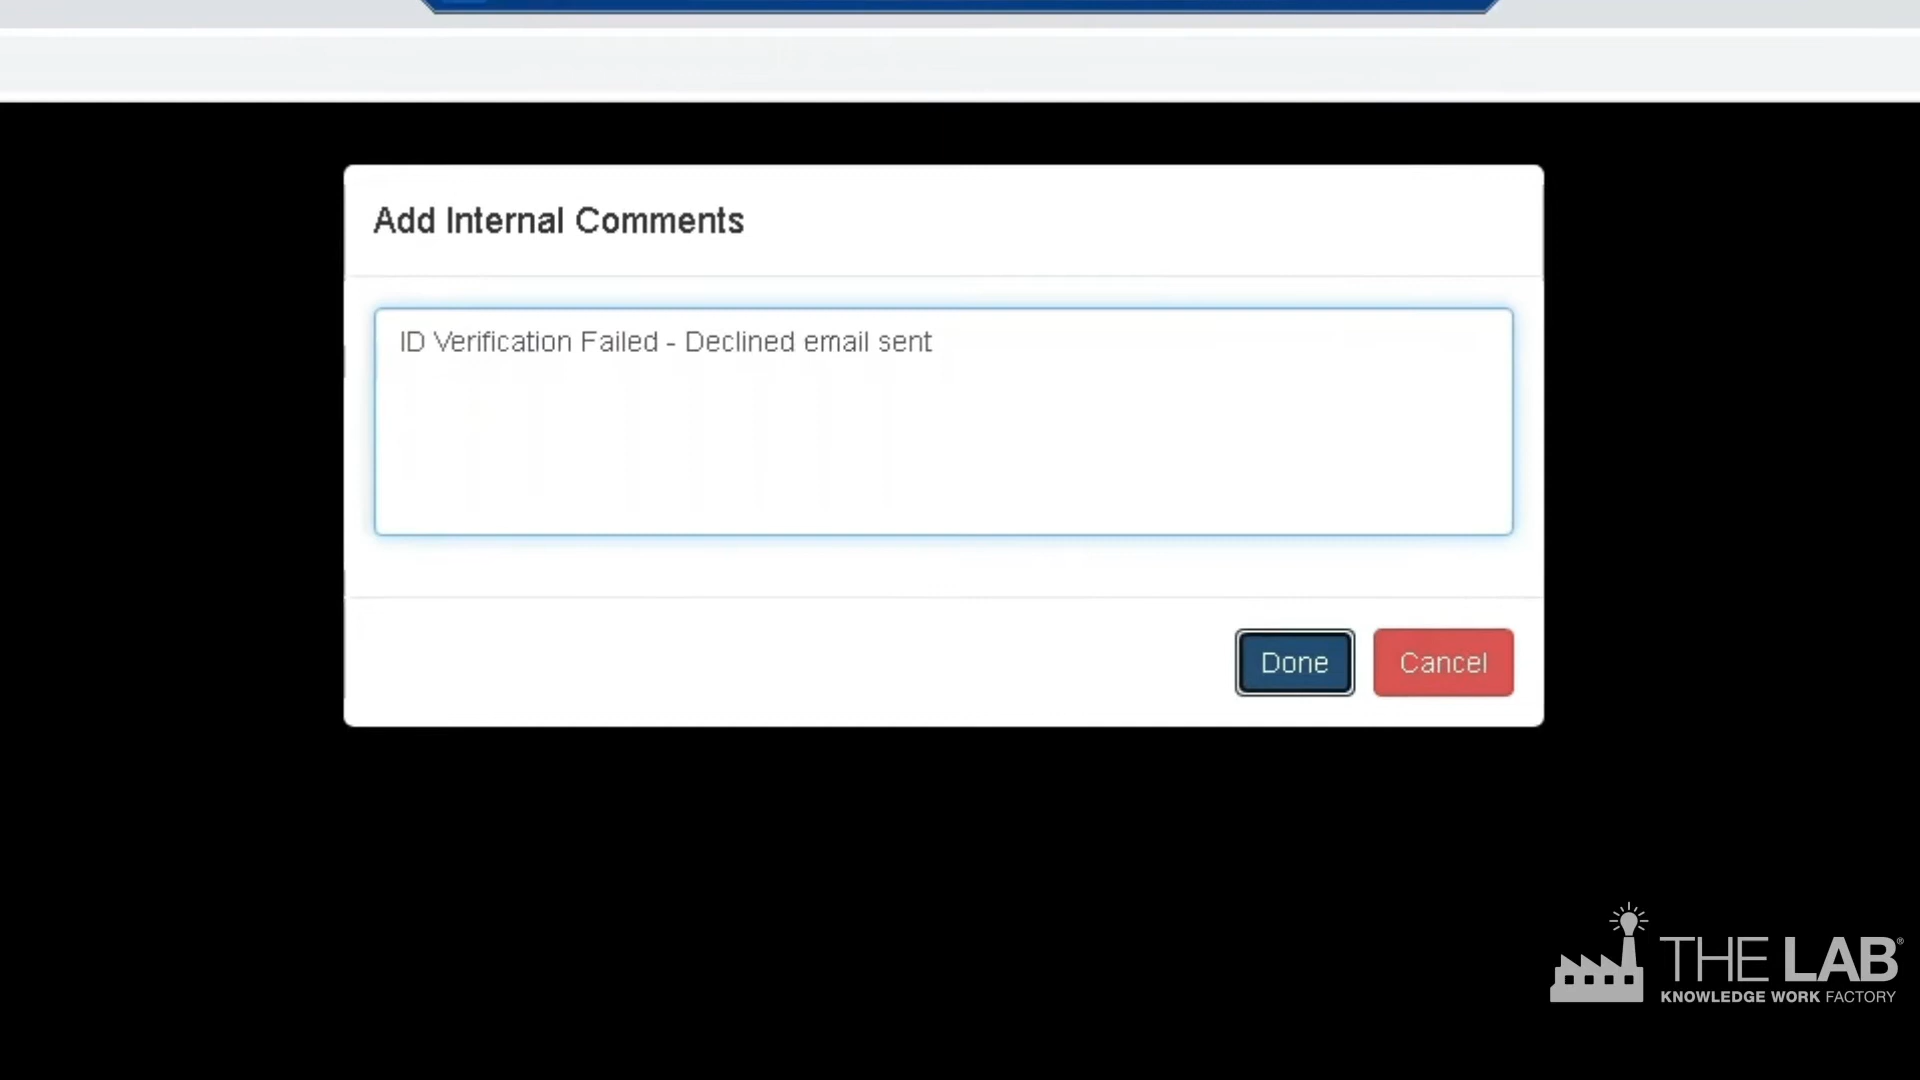 Add Internal Comments
ID Verification Failed - Declined email sent
Done Cancel
THE LAB®
KNOWLEDGE WORK FACTORY